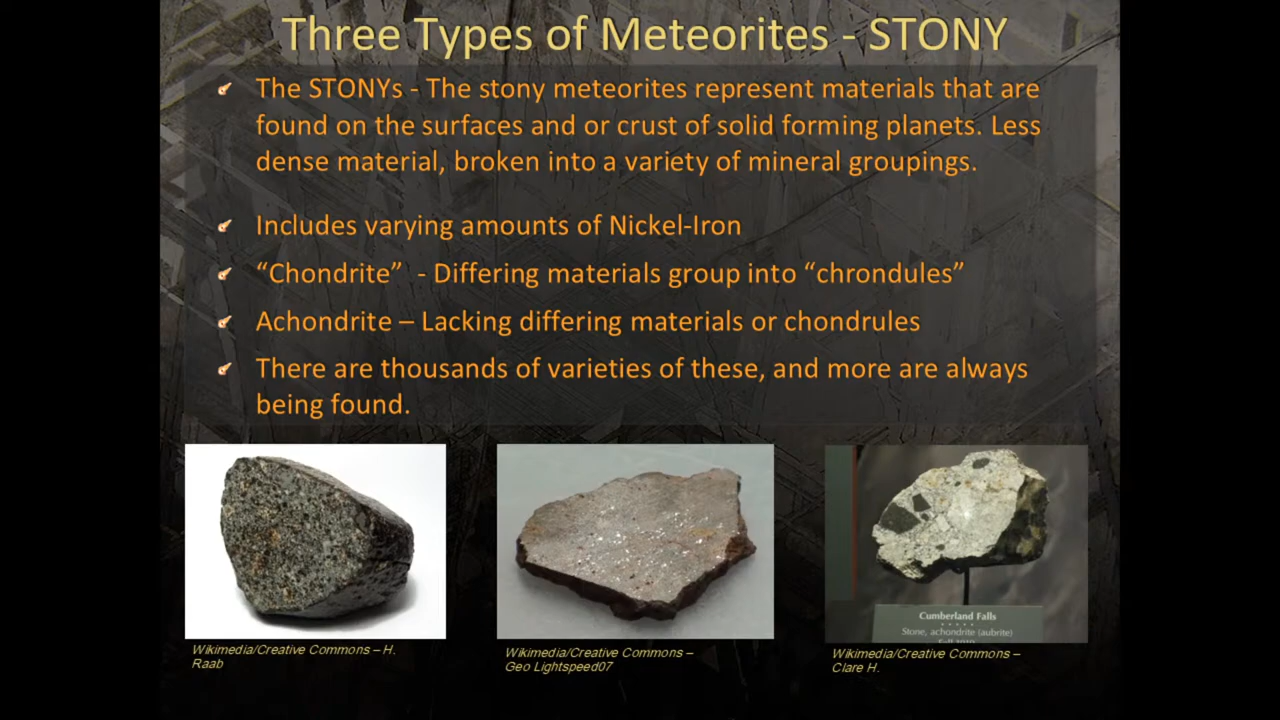 Three Types of Meteorites - STONY
The STONYs - The stony meteorites represent materials that are
found on the surfaces and or crust of solid forming planets. Less
dense material, broken into a variety of mineral groupings.
Includes varying amounts of Nickel-Iron
“Chondrite” - Differing materials group into “chrondules”
Achondrite – Lacking differing materials or chondrules
There are thousands of varieties of these, and more are always
being found.
Cumberland Falls
Stone, achondrite (aubrite)
Wikimedia/Creative Commons – H.
Raab
Wikimedia/Creative Commons –
Geo Lightspeed07
Wikimedia/Creative Commons –
Clare H.